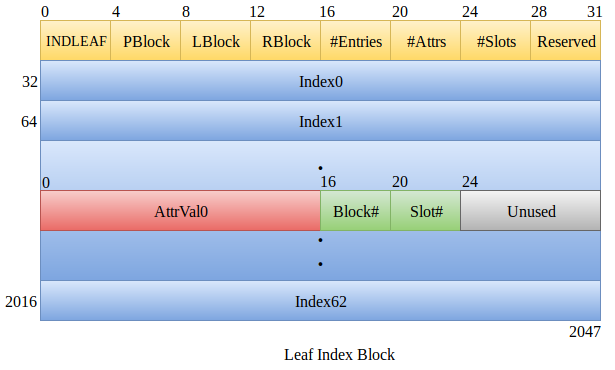 0 4 8 12 16 20 24 28 31
INDLEAF PBlock LBlock RBlock #Entries #Attrs #Slots Reserved
32 Index0
64 Index1
0 16 20 24
AttrVal0 Block# Slot# Unused
2016 Index62
2047
Leaf Index Block